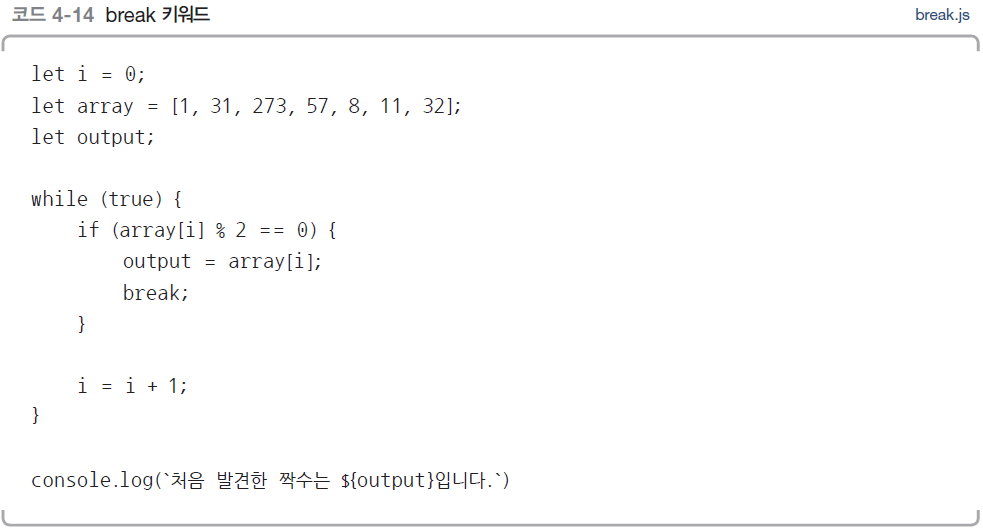 코드 4-14 break 키워드 break.js
let i = 0;
let array = [1, 31, 273, 57, 8, 11, 32];
let output;
while (true) {
    if (array[i] % 2 == 0) {
        output = array[i];
        break;
    }
    i = i + 1;
}
console.log(`처음 발견한 짝수는 ${output}입니다.`)